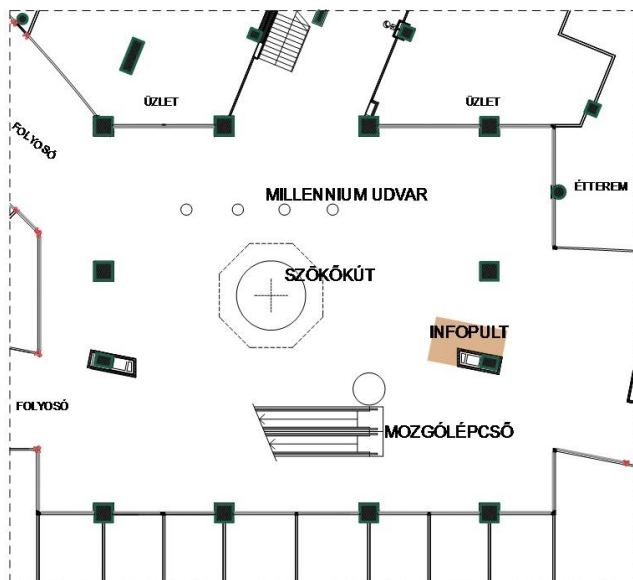 ÜZLET
ÜZLET
FOLYOSÓ
MILLENNIUM UDVAR
ÉTTEREM
SZÖKŐKÚT
INFOPULT
FOLYOSÓ
MOZGÓLÉPCSŐ